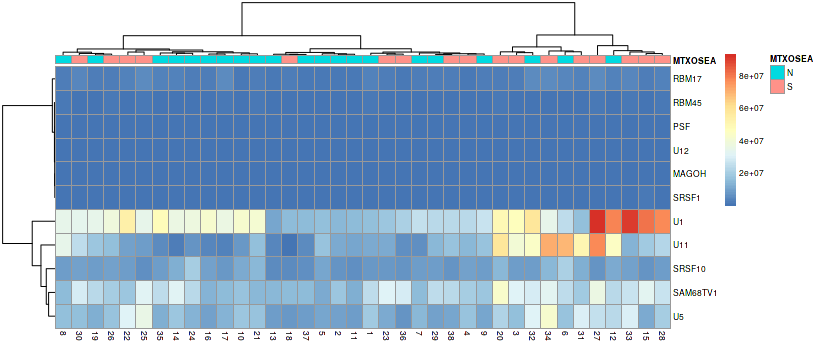 MTXOSEA
MTXOSEA
N
S
8e+07
6e+07
4e+07
2e+07
RBM17
RBM45
PSF
U12
MAGOH
SRSF1
U1
U11
SRSF10
SAM68TV1
U5
8 30 19 26 22 25 35 14 24 16 17 10 21 13 18 37 5 2 11 1 23 36 7 29 38 4 9 20 3 32 34 6 31 27 12 33 15 28